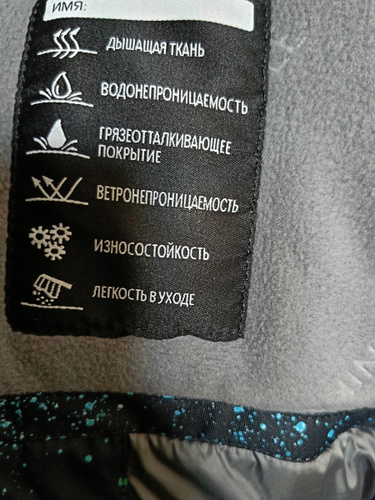 ИМЯ:
ДЫШАЩАЯ ТКАНЬ
ВОДОНЕПРОНИЦАЕМОСТЬ
ГРЯЗЕОТТАЛКИВАЮЩЕЕ
ПОКРЫТИЕ
ВЕТРОНЕПРОНИЦАЕМОСТЬ
ИЗНОСОСТОЙКОСТЬ
ЛЕГКОСТЬ В УХОДЕ